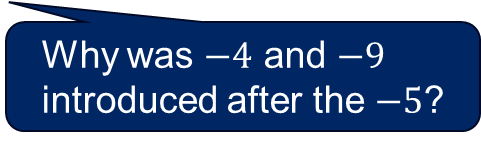 Why was −4 and −9
introduced after the −5?